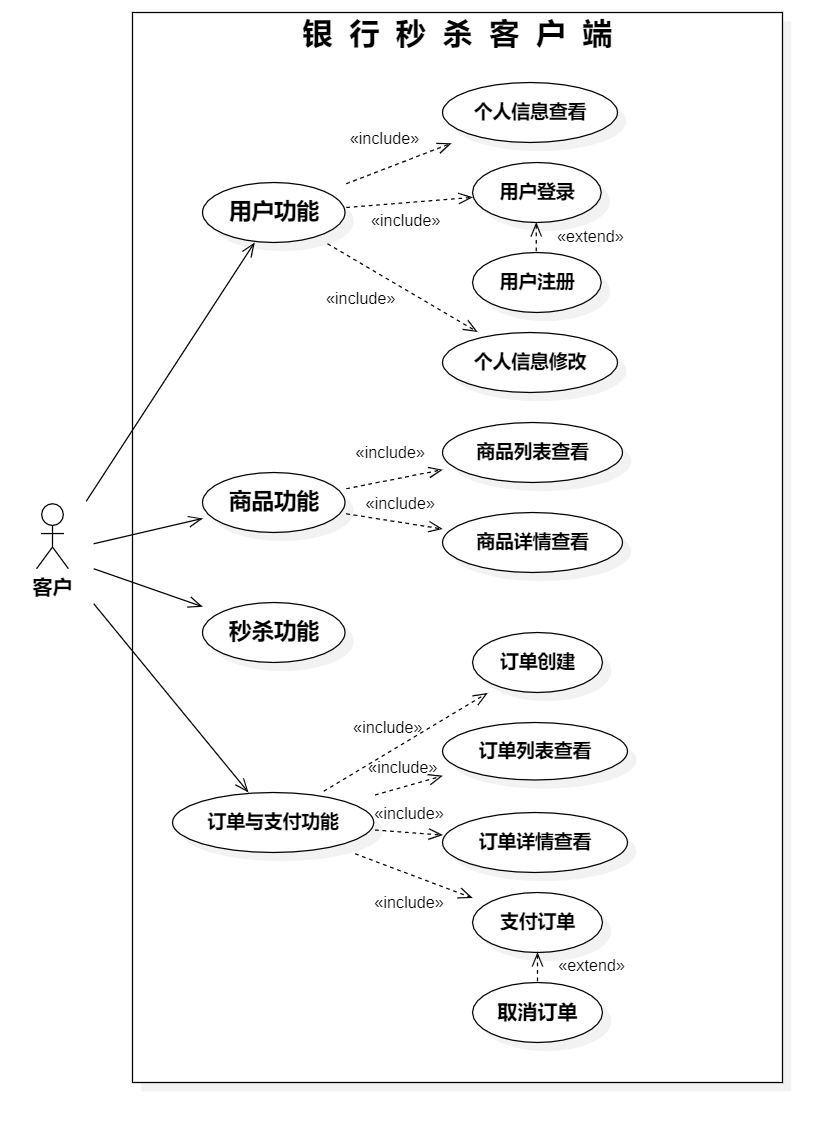 银行秒杀客户端
个人信息查看
«include»
用户登录
用户功能
«include»
«extend»
用户注册
«include»
个人信息修改
商品列表查看
«include»
商品功能
«include»
商品详情查看
客户
秒杀功能
订单创建
«include»
订单列表查看
«include»
«include»
订单与支付功能
订单详情查看
«include»
支付订单
«extend»
取消订单